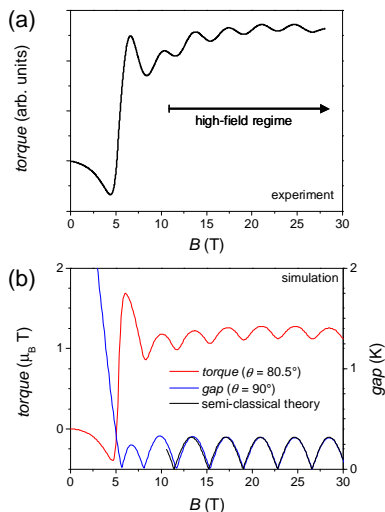 (a)
torque (arb. units)
high-field regime
experiment
0 5 10 15 20 25 30
B (T)
(b)
2
1
0
torque (μB T)
simulation
torque (θ = 80.5°)
gap (θ = 90°)
semi-classical theory
2
1
0
gap (K)
0 5 10 15 20 25 30
B (T)